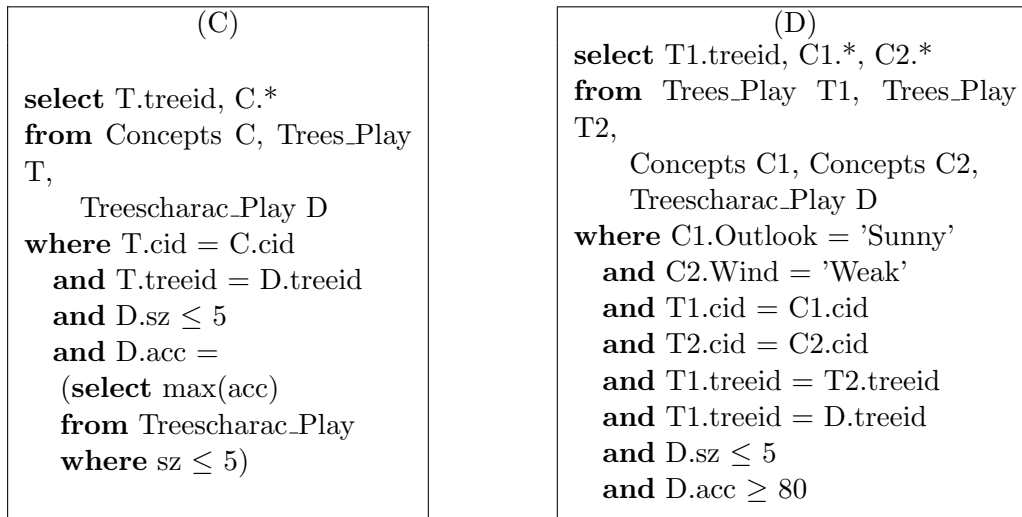 (C)
select T.treeid, C.*
from Concepts C, Trees_Play
T,
Treescharac_Play D
where T.cid = C.cid
and T.treeid = D.treeid
and D.sz ≤ 5
and D.acc =
(select max(acc)
from Treescharac_Play
where sz ≤ 5)
(D)
select T1.treeid, C1.*, C2.*
from Trees_Play T1, Trees_Play
T2,
Concepts C1, Concepts C2,
Treescharac_Play D
where C1.Outlook = 'Sunny'
and C2.Wind = 'Weak'
and T1.cid = C1.cid
and T2.cid = C2.cid
and T1.treeid = T2.treeid
and T1.treeid = D.treeid
and D.sz ≤ 5
and D.acc ≥ 80